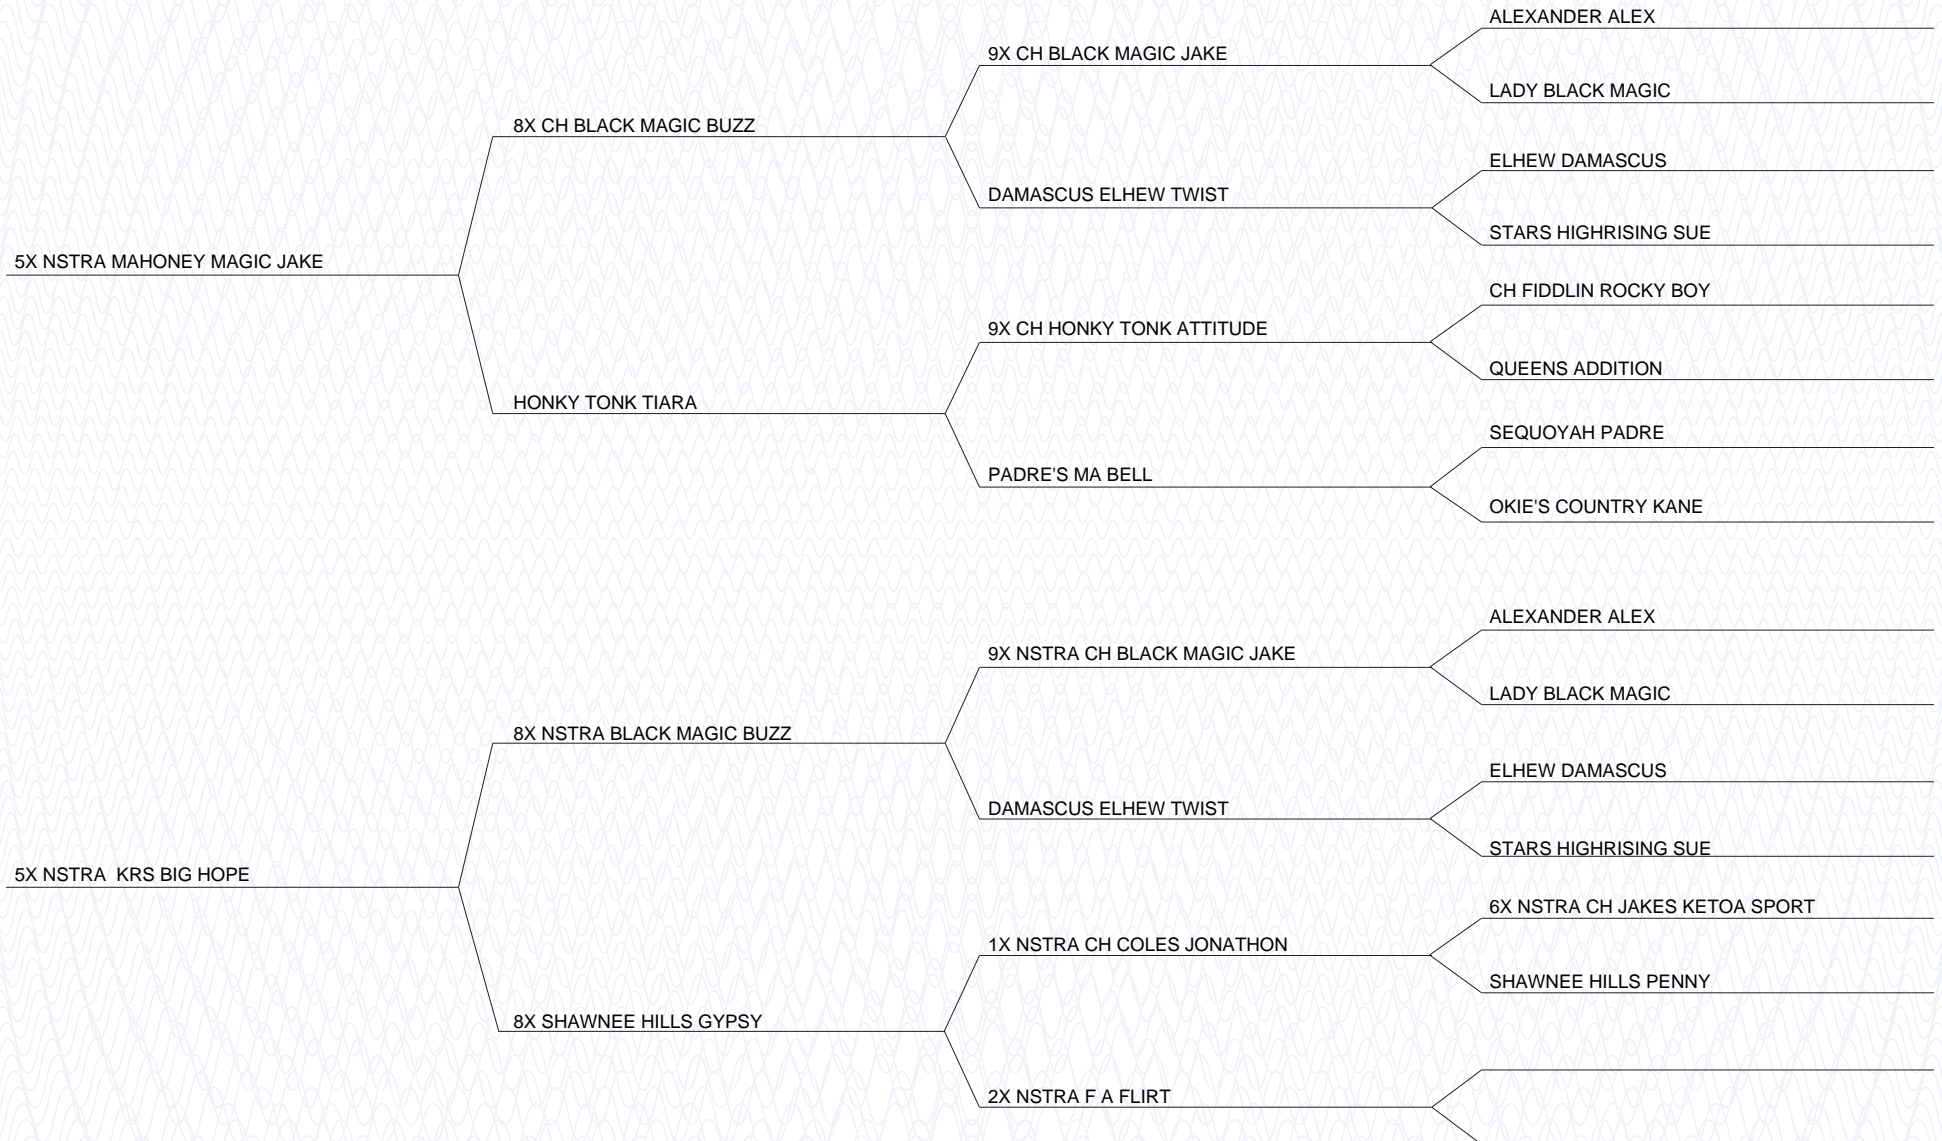 ALEXANDER ALEX
9X CH BLACK MAGIC JAKE
LADY BLACK MAGIC
8X CH BLACK MAGIC BUZZ
ELHEW DAMASCUS
DAMASCUS ELHEW TWIST
STARS HIGHRISING SUE
5X NSTRA MAHONEY MAGIC JAKE
CH FIDDLIN ROCKY BOY
9X CH HONKY TONK ATTITUDE
QUEENS ADDITION
HONKY TONK TIARA
SEQUOYAH PADRE
PADRE'S MA BELL
OKIE'S COUNTRY KANE
ALEXANDER ALEX
9X NSTRA CH BLACK MAGIC JAKE
LADY BLACK MAGIC
8X NSTRA BLACK MAGIC BUZZ
ELHEW DAMASCUS
DAMASCUS ELHEW TWIST
STARS HIGHRISING SUE
5X NSTRA  KRS BIG HOPE
6X NSTRA CH JAKES KETOA SPORT
1X NSTRA CH COLES JONATHON
SHAWNEE HILLS PENNY
8X SHAWNEE HILLS GYPSY
2X NSTRA F A FLIRT